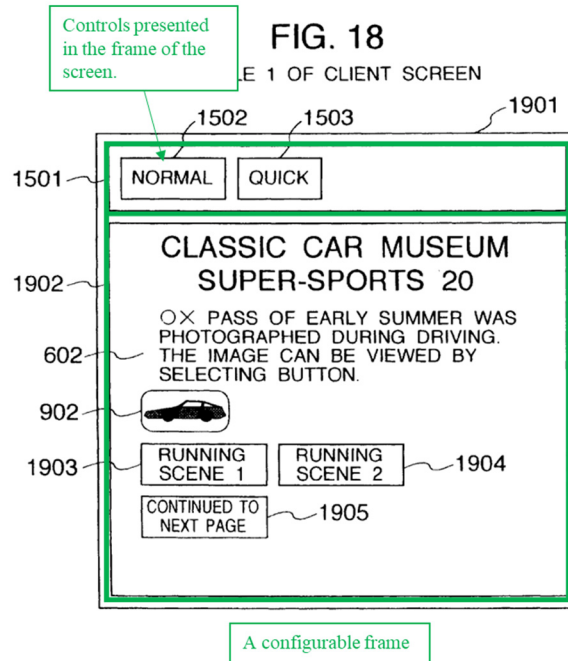 Controls presented
in the frame of the
screen.
FIG. 18
LE 1 OF CLIENT SCREEN
1502
1503
1901
1501
NORMAL
QUICK
1902
CLASSIC CAR MUSEUM
SUPER-SPORTS 20
○× PASS OF EARLY SUMMER WAS
PHOTOGRAPHED DURING DRIVING.
602
THE IMAGE CAN BE VIEWED BY
SELECTING BUTTON.
902
1903
RUNNING
SCENE 1
RUNNING
SCENE 2
1904
CONTINUED TO
NEXT PAGE
1905
A configurable frame